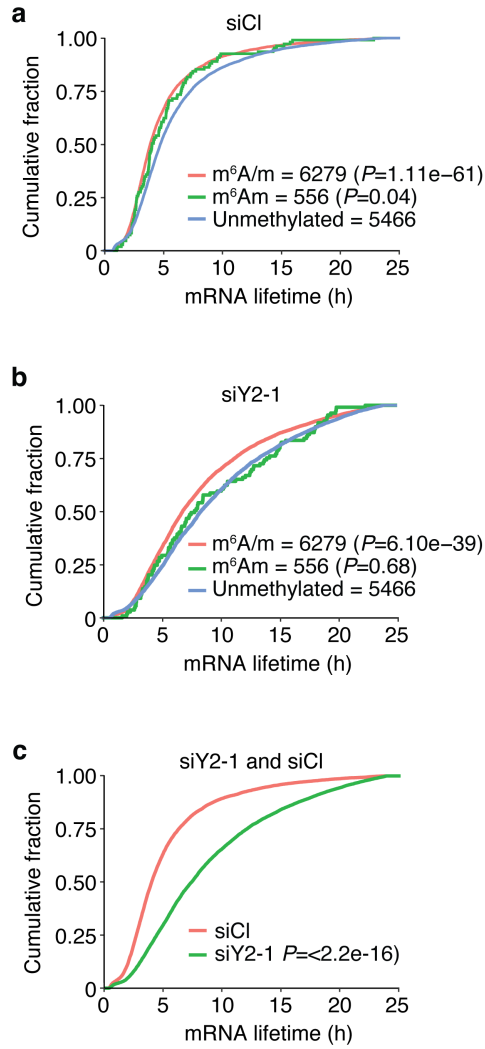 a
siCl
Cumulative fraction
1.00
0.75
0.50
0.25
0
m⁶A/m = 6279 (P=1.11e−61)
m⁶Am = 556 (P=0.04)
Unmethylated = 5466
0 5 10 15 20 25
mRNA lifetime (h)
b
siY2-1
Cumulative fraction
1.00
0.75
0.50
0.25
0
m⁶A/m = 6279 (P=6.10e−39)
m⁶Am = 556 (P=0.68)
Unmethylated = 5466
0 5 10 15 20 25
mRNA lifetime (h)
c
siY2-1 and siCl
Cumulative fraction
1.00
0.75
0.50
0.25
0
siCl
siY2-1 P=<2.2e-16)
0 5 10 15 20 25
mRNA lifetime (h)